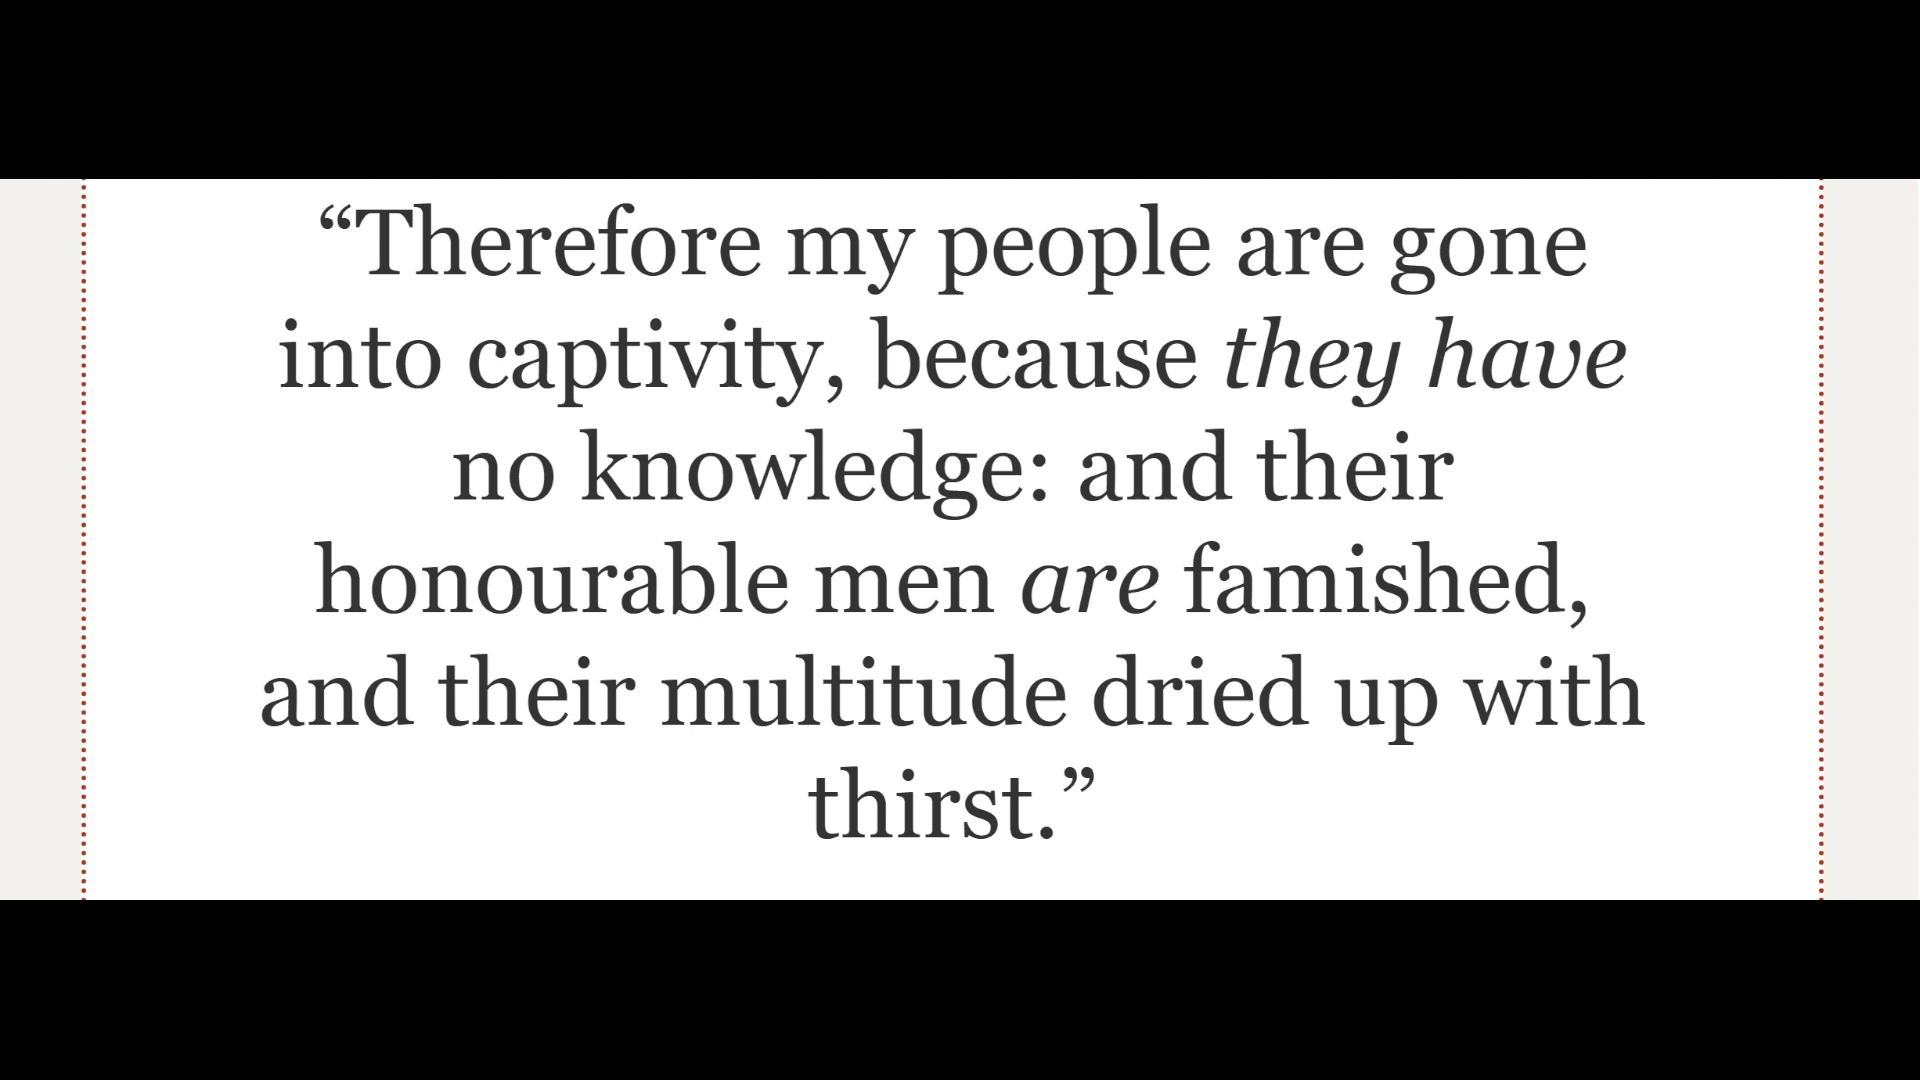 “Therefore my people are gone
into captivity, because they have
no knowledge: and their
honourable men are famished,
and their multitude dried up with
thirst.”